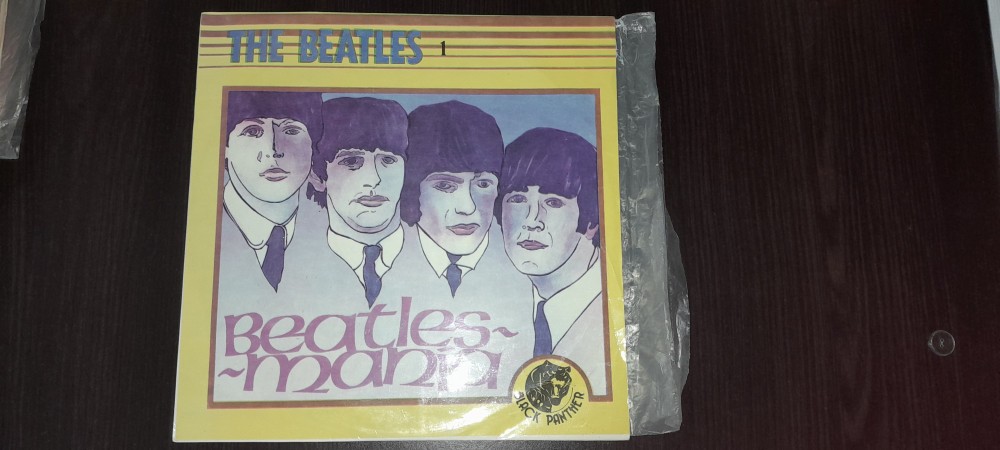 THE BEATLES 1
Beatles~
~mania
BLACK PANTHER